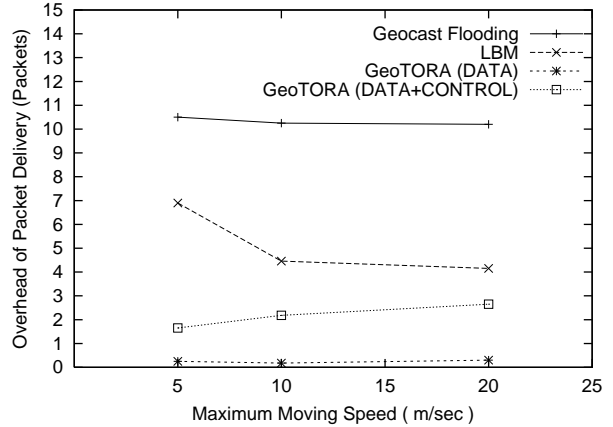 15
14
13
12
11
10
9
8
7
6
5
4
3
2
1
0
Overhead of Packet Delivery (Packets)
Geocast Flooding
LBM
GeoTORA (DATA)
GeoTORA (DATA+CONTROL)
5 10 15 20 25
Maximum Moving Speed ( m/sec )